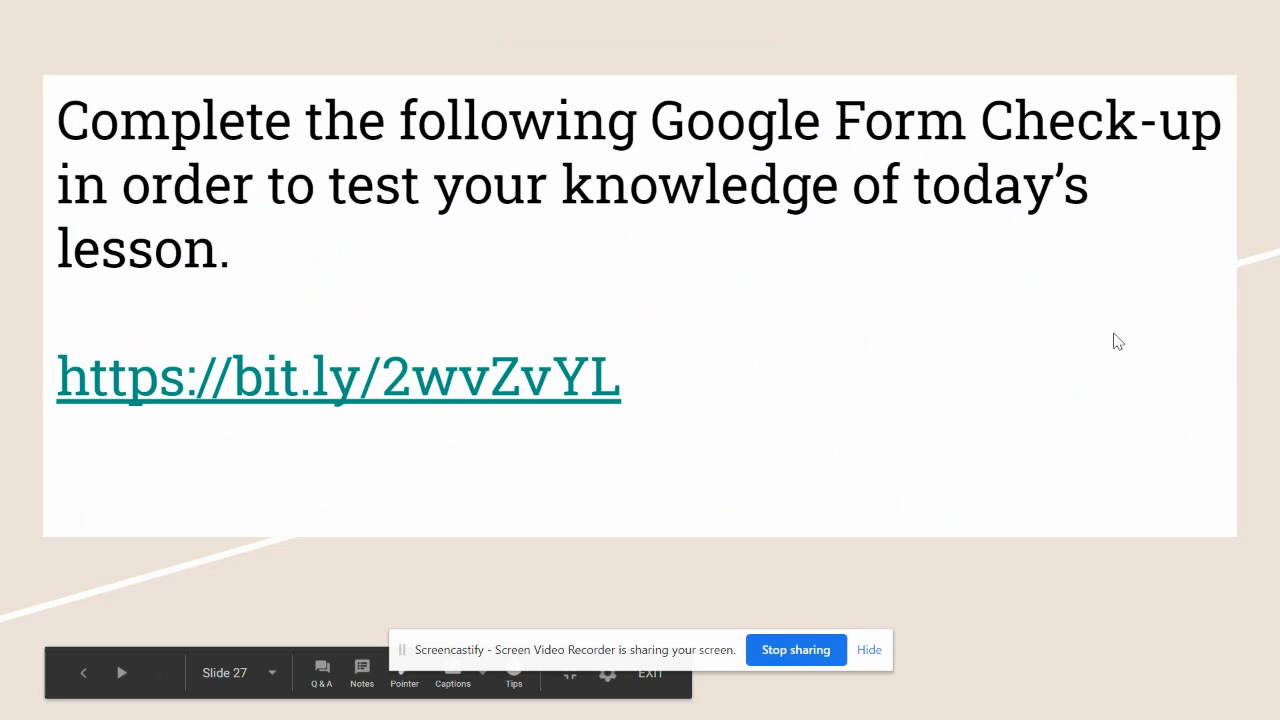 Complete the following Google Form Check-up
in order to test your knowledge of today’s
lesson.
https://bit.ly/2wvZvYL
Screencastify - Screen Video Recorder is sharing your screen.
Stop sharing
Hide
Slide 27
Q & A
Notes
Pointer
Captions
Tips
EXIT